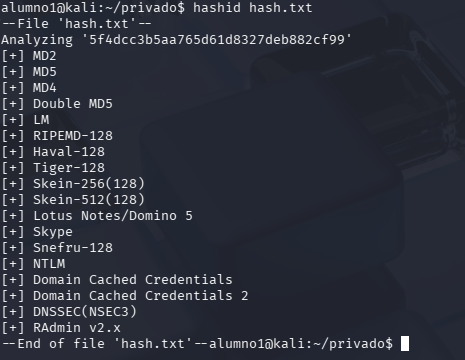 alumno1@kali:~/privado$ hashid hash.txt
--File 'hash.txt'--
Analyzing '5f4dcc3b5aa765d61d8327deb882cf99'
[+] MD2
[+] MD5
[+] MD4
[+] Double MD5
[+] LM
[+] RIPEMD-128
[+] Haval-128
[+] Tiger-128
[+] Skein-256(128)
[+] Skein-512(128)
[+] Lotus Notes/Domino 5
[+] Skype
[+] Snefru-128
[+] NTLM
[+] Domain Cached Credentials
[+] Domain Cached Credentials 2
[+] DNSSEC(NSEC3)
[+] RAdmin v2.x
--End of file 'hash.txt'--alumno1@kali:~/privado$